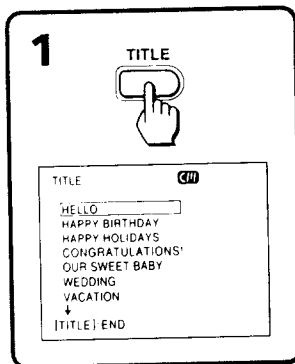 1
TITLE
TITLE
HELLO
HAPPY BIRTHDAY
HAPPY HOLIDAYS
CONGRATULATIONS!
OUR SWEET BABY
WEDDING
VACATION
↓
[TITLE] END